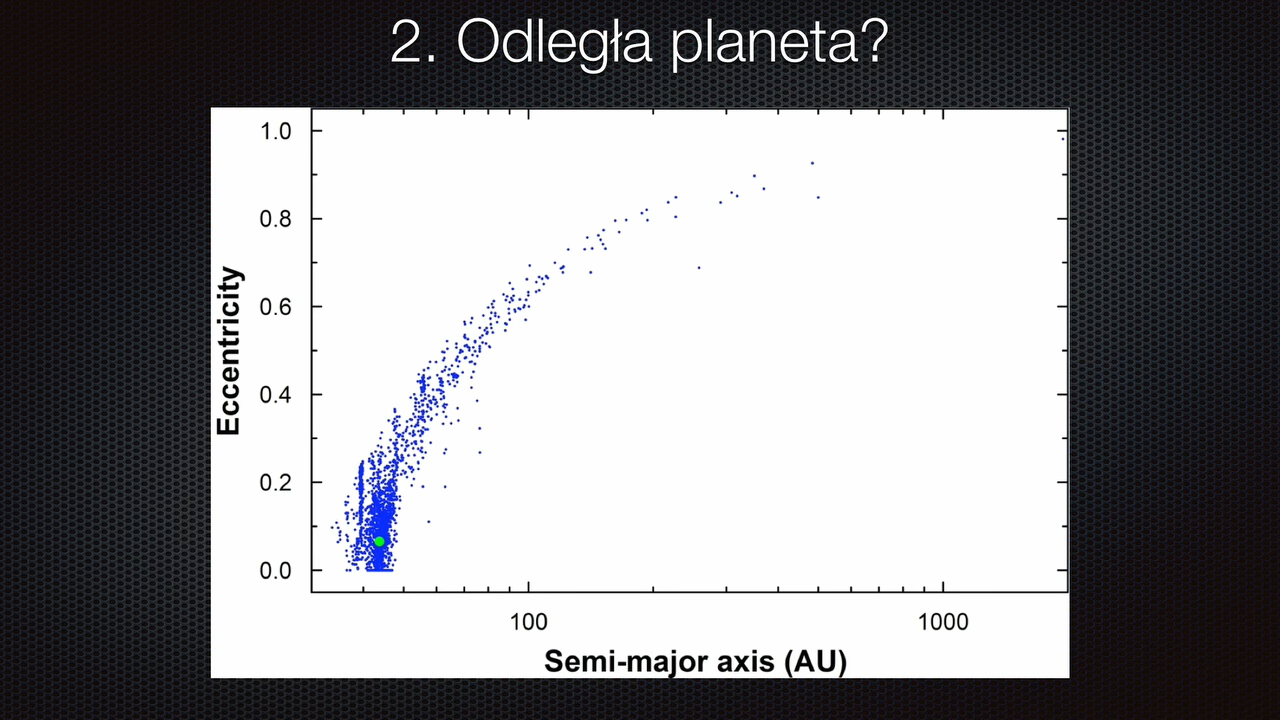 2. Odległa planeta?
1.0
0.8
0.6
0.4
0.2
0.0
Eccentricity
100
1000
Semi-major axis (AU)